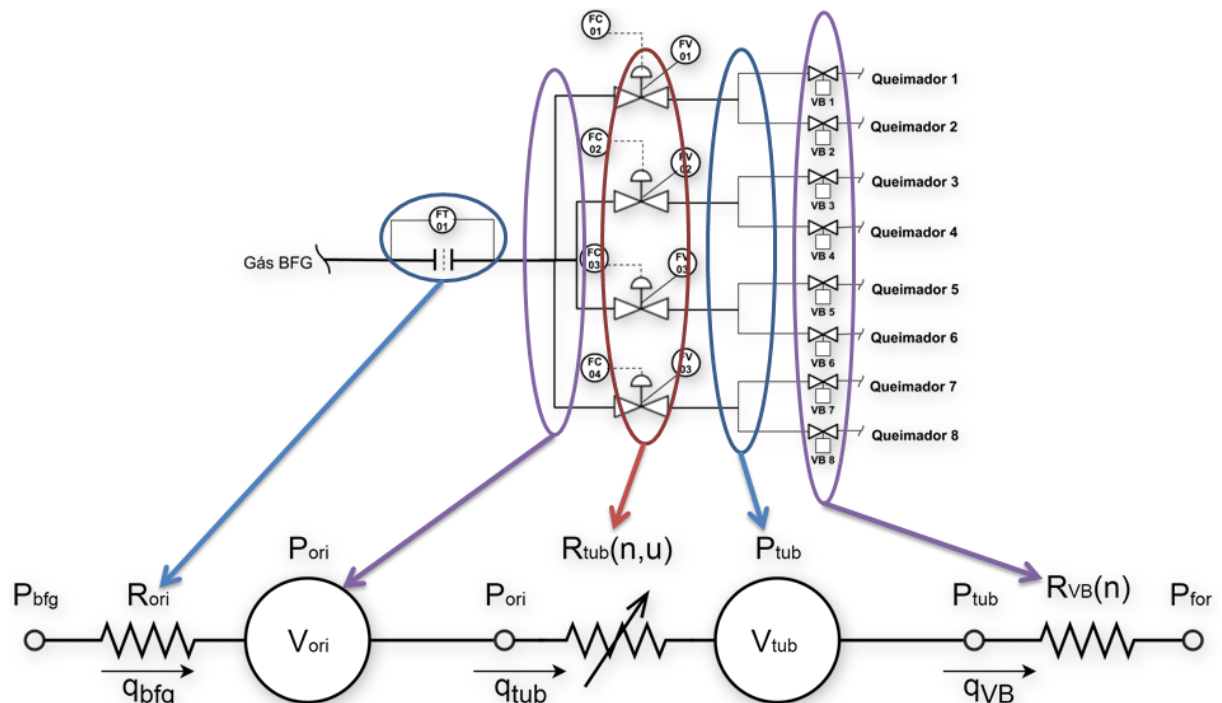 FC
01
FV
01
Queimador 1
VB 1
Queimador 2
VB 2
FC
02
FV
02
Queimador 3
VB 3
Queimador 4
VB 4
FT
01
Gás BFG
FC
03
FV
03
Queimador 5
VB 5
Queimador 6
VB 6
FC
04
FV
03
Queimador 7
VB 7
Queimador 8
VB 8
Pbfg
Rori
Pori
Vori
Pori
Rtub(n,u)
Ptub
Vtub
Ptub
RVB(n)
Pfor
qbfg
qtub
qVB